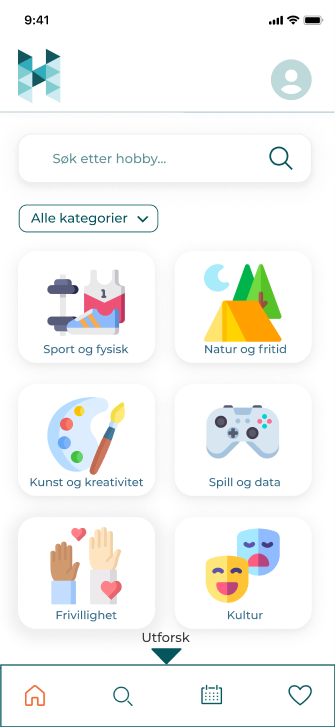 9:41
Søk etter hobby...
Alle kategorier
1
Sport og fysisk
Natur og fritid
Kunst og kreativitet
Spill og data
Frivillighet
Kultur
Utforsk